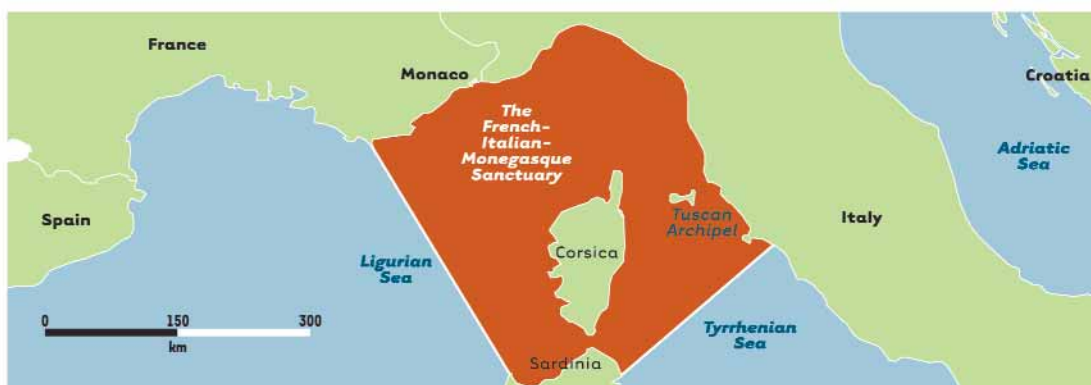 France
Monaco
Croatia
The
French-
Italian-
Monegasque
Sanctuary
Adriatic
Sea
Spain
Tuscan
Archipel
Italy
Corsica
Ligurian
Sea
0 150 300
km
Tyrrhenian
Sea
Sardinia